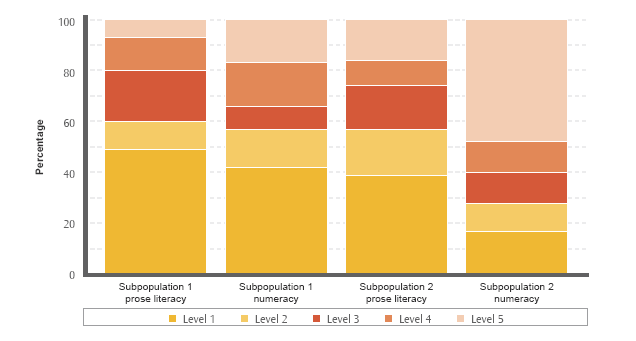 100
80
60
40
20
0
Percentage
Subpopulation 1
prose literacy
Subpopulation 1
numeracy
Subpopulation 2
prose literacy
Subpopulation 2
numeracy
Level 1 Level 2 Level 3 Level 4 Level 5